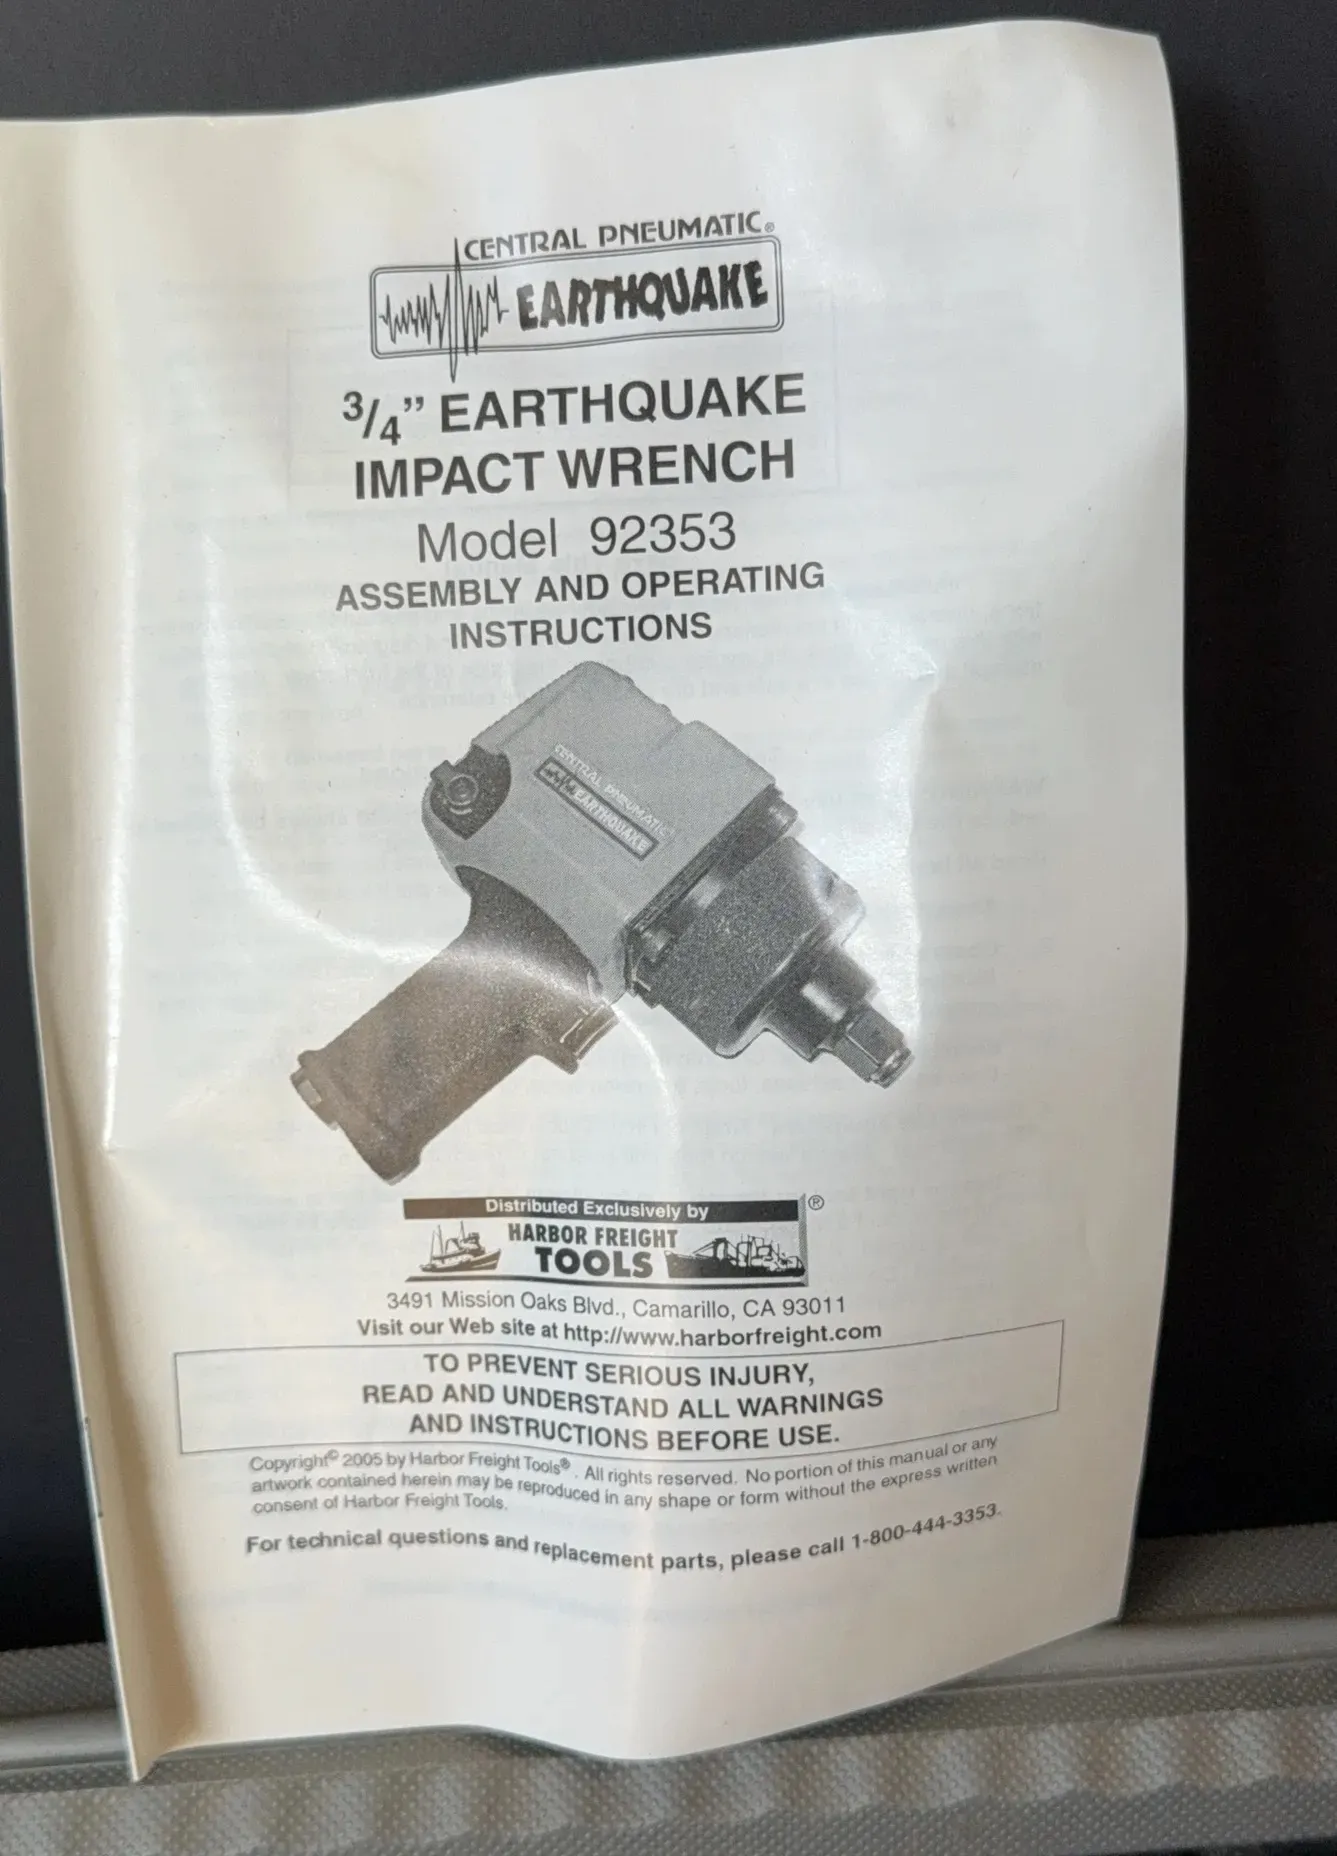 CENTRAL PNEUMATIC®
EARTHQUAKE
3/4” EARTHQUAKE
IMPACT WRENCH
Model 92353
ASSEMBLY AND OPERATING
INSTRUCTIONS
CENTRAL PNEUMATIC
EARTHQUAKE
Distributed Exclusively by
®
HARBOR FREIGHT
TOOLS
3491 Mission Oaks Blvd., Camarillo, CA 93011
Visit our Web site at http://www.harborfreight.com
TO PREVENT SERIOUS INJURY,
READ AND UNDERSTAND ALL WARNINGS
AND INSTRUCTIONS BEFORE USE.
Copyright© 2005 by Harbor Freight Tools®. All rights reserved. No portion of this manual or any
artwork contained herein may be reproduced in any shape or form without the express written
consent of Harbor Freight Tools.
For technical questions and replacement parts, please call 1-800-444-3353.